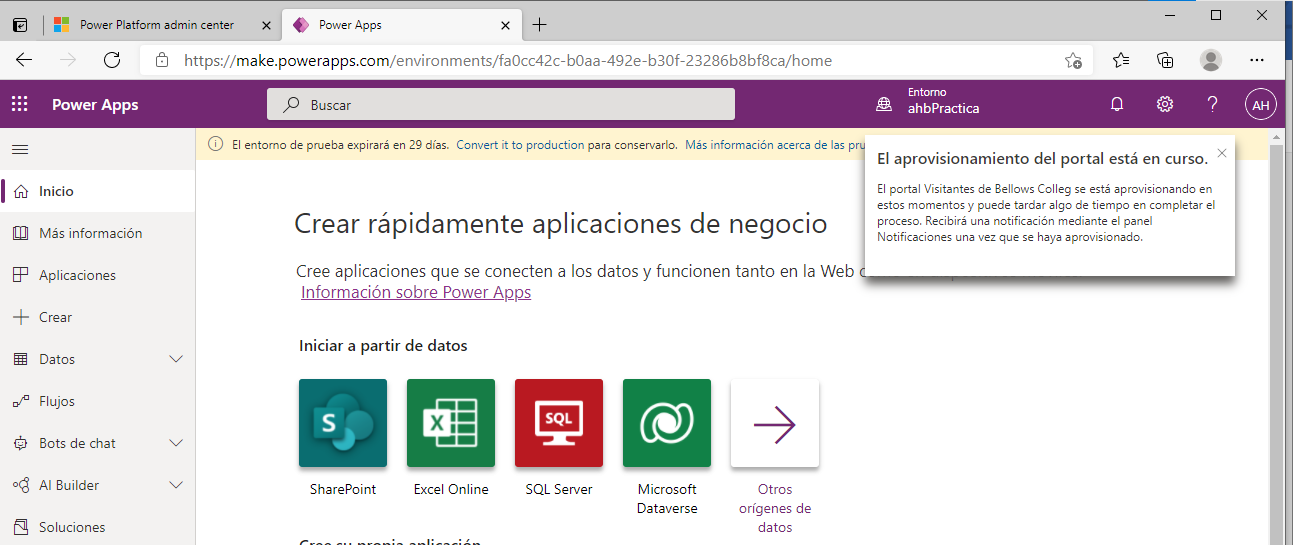 Power Platform admin center
Power Apps
https://make.powerapps.com/environments/fa0cc42c-b0aa-492e-b30f-23286b8bf8ca/home
Power Apps
Buscar
Entorno
ahbPractica
AH
El entorno de prueba expirará en 29 días. Convert it to production para conservarlo. Más información acerca de las pru
El aprovisionamiento del portal está en curso.
El portal Visitantes de Bellows Colleg se está aprovisionando en
estos momentos y puede tardar algo de tiempo en completar el
proceso. Recibirá una notificación mediante el panel
Notificaciones una vez que se haya aprovisionado.
Inicio
Más información
Aplicaciones
Crear
Datos
Flujos
Bots de chat
AI Builder
Soluciones
Crear rápidamente aplicaciones de negocio
Cree aplicaciones que se conecten a los datos y funcionen tanto en la Web
Información sobre Power Apps
Iniciar a partir de datos
S
X
SQL
SharePoint
Excel Online
SQL Server
Microsoft
Dataverse
Otros
orígenes de
datos
Cree su propia aplicación